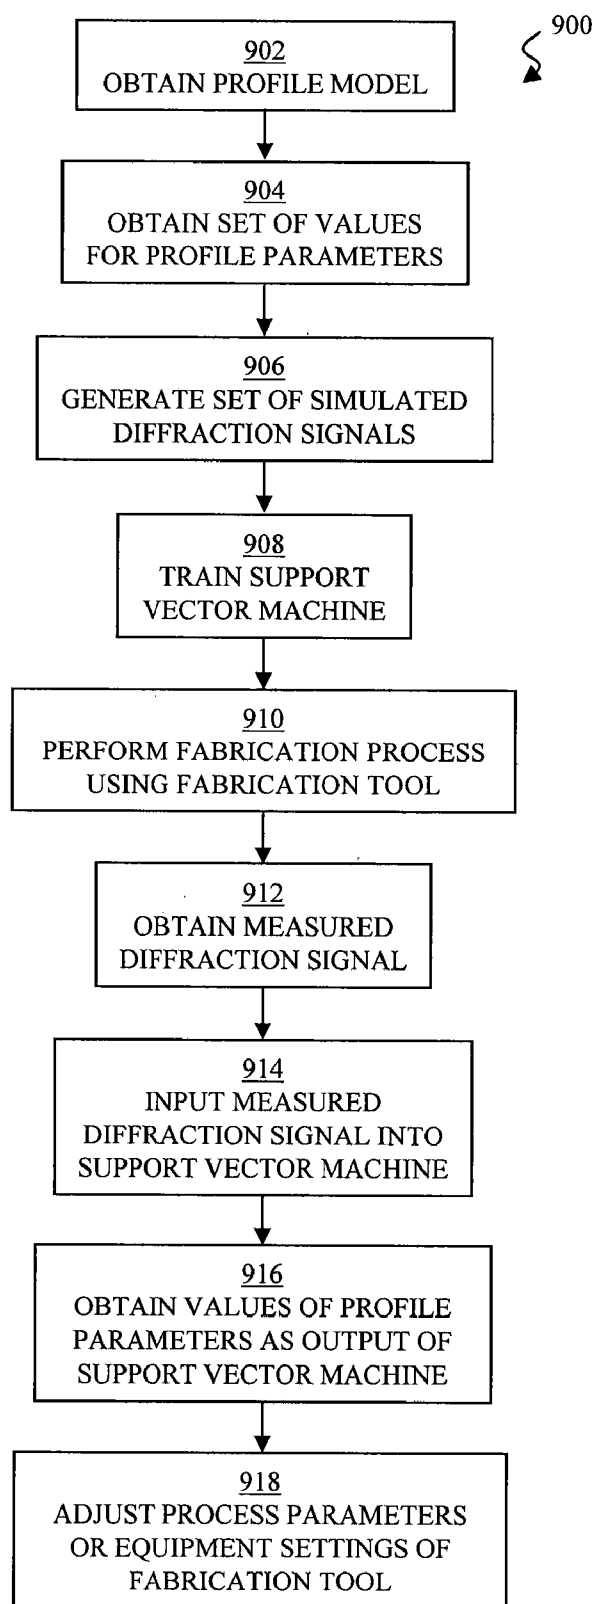 900
902
OBTAIN PROFILE MODEL
904
OBTAIN SET OF VALUES
FOR PROFILE PARAMETERS
906
GENERATE SET OF SIMULATED
DIFFRACTION SIGNALS
908
TRAIN SUPPORT
VECTOR MACHINE
910
PERFORM FABRICATION PROCESS
USING FABRICATION TOOL
912
OBTAIN MEASURED
DIFFRACTION SIGNAL
914
INPUT MEASURED
DIFFRACTION SIGNAL INTO
SUPPORT VECTOR MACHINE
916
OBTAIN VALUES OF PROFILE
PARAMETERS AS OUTPUT OF
SUPPORT VECTOR MACHINE
918
ADJUST PROCESS PARAMETERS
OR EQUIPMENT SETTINGS OF
FABRICATION TOOL